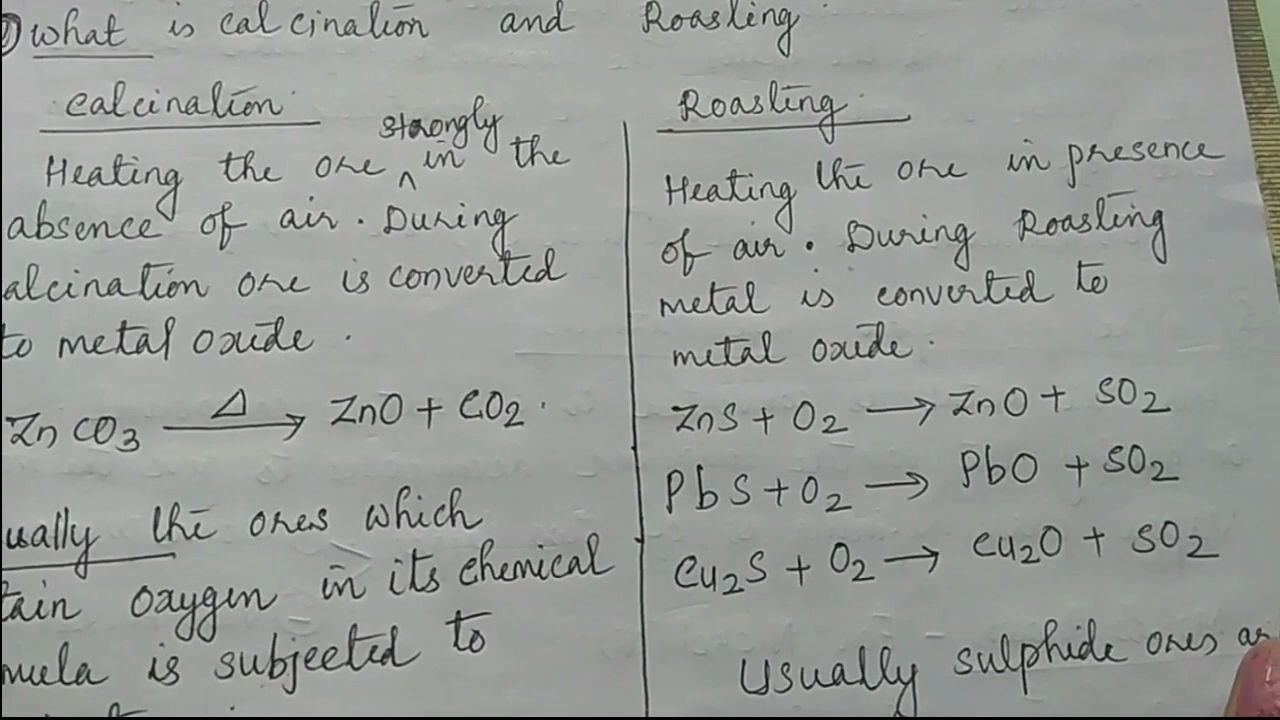 what is calcination and Roasting
calcination
Heating the ore strongly in the
absence of air. During
alcination ore is converted
to metal oxide.
ZnCO3 Δ→ ZnO + CO2.
ually the ores which
tain oxygen in its chemical
mula is subjected to
Roasting
Heating the ore in presence
of air. During Roasting
metal is converted to
metal oxide.
ZnS + O2 → ZnO + SO2
PbS + O2 → PbO + SO2
Cu2S + O2 → Cu2O + SO2
Usually sulphide ores